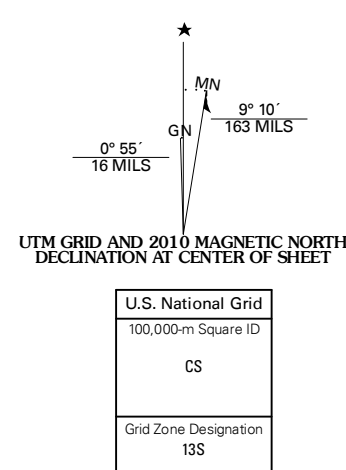 MN
GN
9° 10´
163 MILS
0° 55´
16 MILS
UTM GRID AND 2010 MAGNETIC NORTH
DECLINATION AT CENTER OF SHEET
U.S. National Grid
100,000-m Square ID
CS
Grid Zone Designation
13S